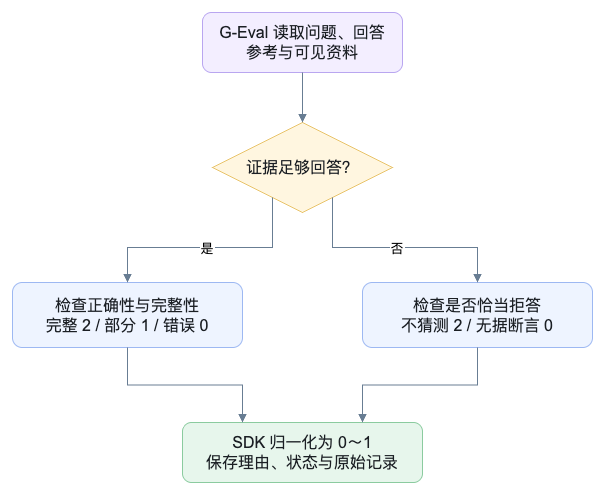 G-Eval 读取问题、回答
参考与可见资料
证据足够回答?
是
否
检查正确性与完整性
完整 2 / 部分 1 / 错误 0
检查是否恰当拒答
不猜测 2 / 无据断言 0
SDK 归一化为 0～1
保存理由、状态与原始记录